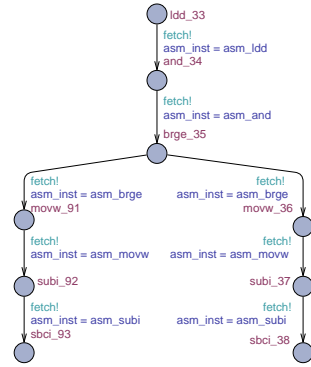 ldd_33
fetch!
asm_inst = asm_ldd
and_34
fetch!
asm_inst = asm_and
brge_35
fetch!
asm_inst = asm_brge
movw_91
fetch!
asm_inst = asm_movw
subi_92
fetch!
asm_inst = asm_subi
sbci_93
fetch!
asm_inst = asm_brge
movw_36
fetch!
asm_inst = asm_movw
subi_37
fetch!
asm_inst = asm_subi
sbci_38